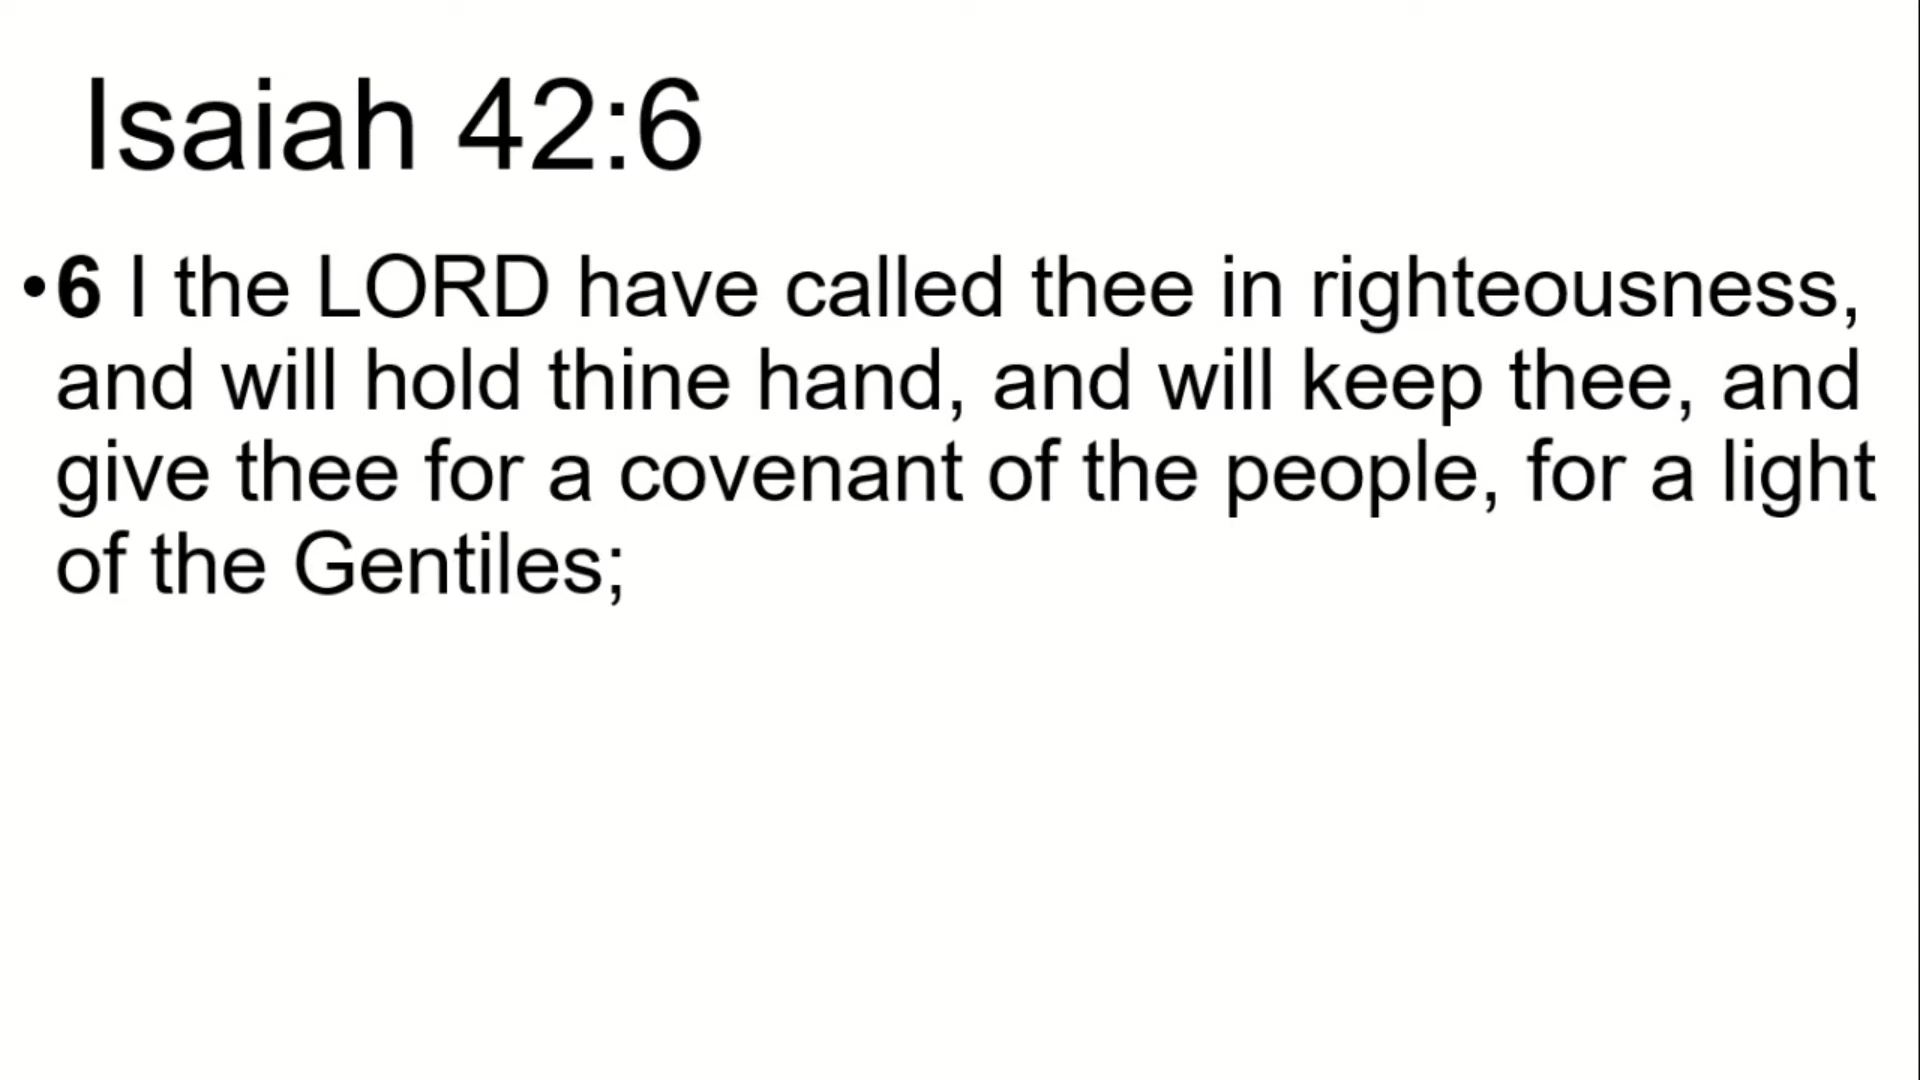 Isaiah 42:6
•6 I the LORD have called thee in righteousness,
and will hold thine hand, and will keep thee, and
give thee for a covenant of the people, for a light
of the Gentiles;